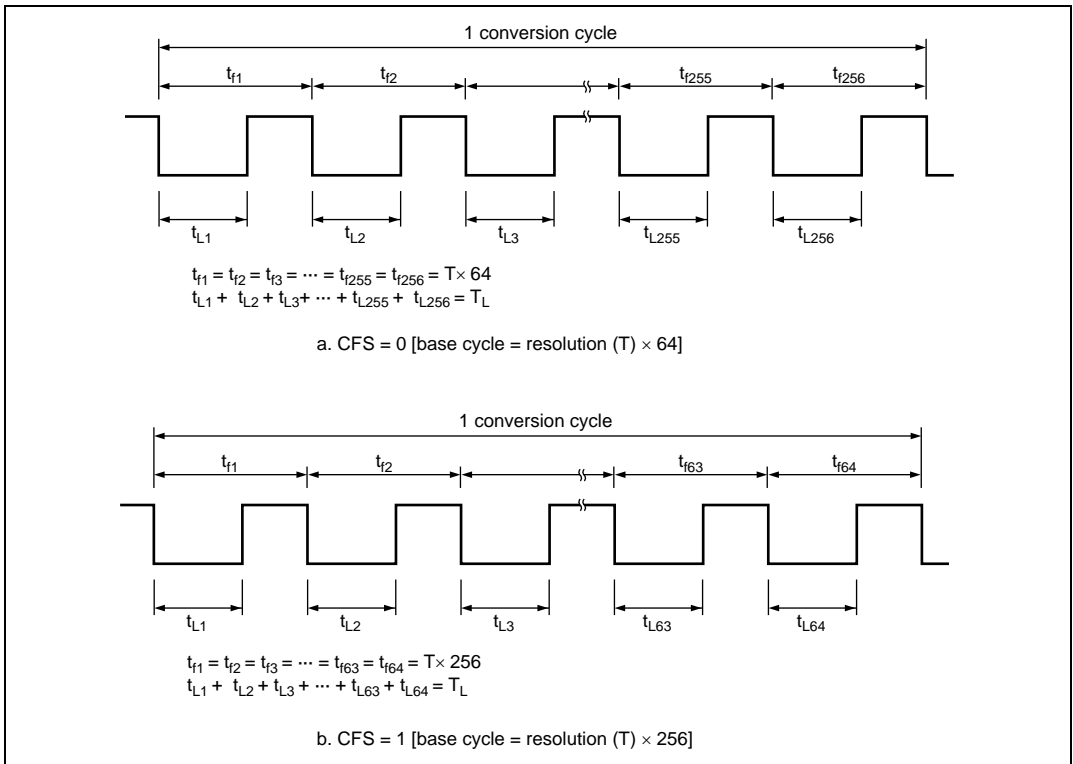 1 conversion cycle
tf1 tf2 tf255 tf256
tL1 tL2 tL3 tL255 tL256
tf1 = tf2 = tf3 = ··· = tf255 = tf256 = T× 64
tL1 + tL2 + tL3+ ··· + tL255 + tL256 = TL
a. CFS = 0 [base cycle = resolution (T) × 64]
1 conversion cycle
tf1 tf2 tf63 tf64
tL1 tL2 tL3 tL63 tL64
tf1 = tf2 = tf3 = ··· = tf63 = tf64 = T× 256
tL1 + tL2 + tL3 + ··· + tL63 + tL64 = TL
b. CFS = 1 [base cycle = resolution (T) × 256]